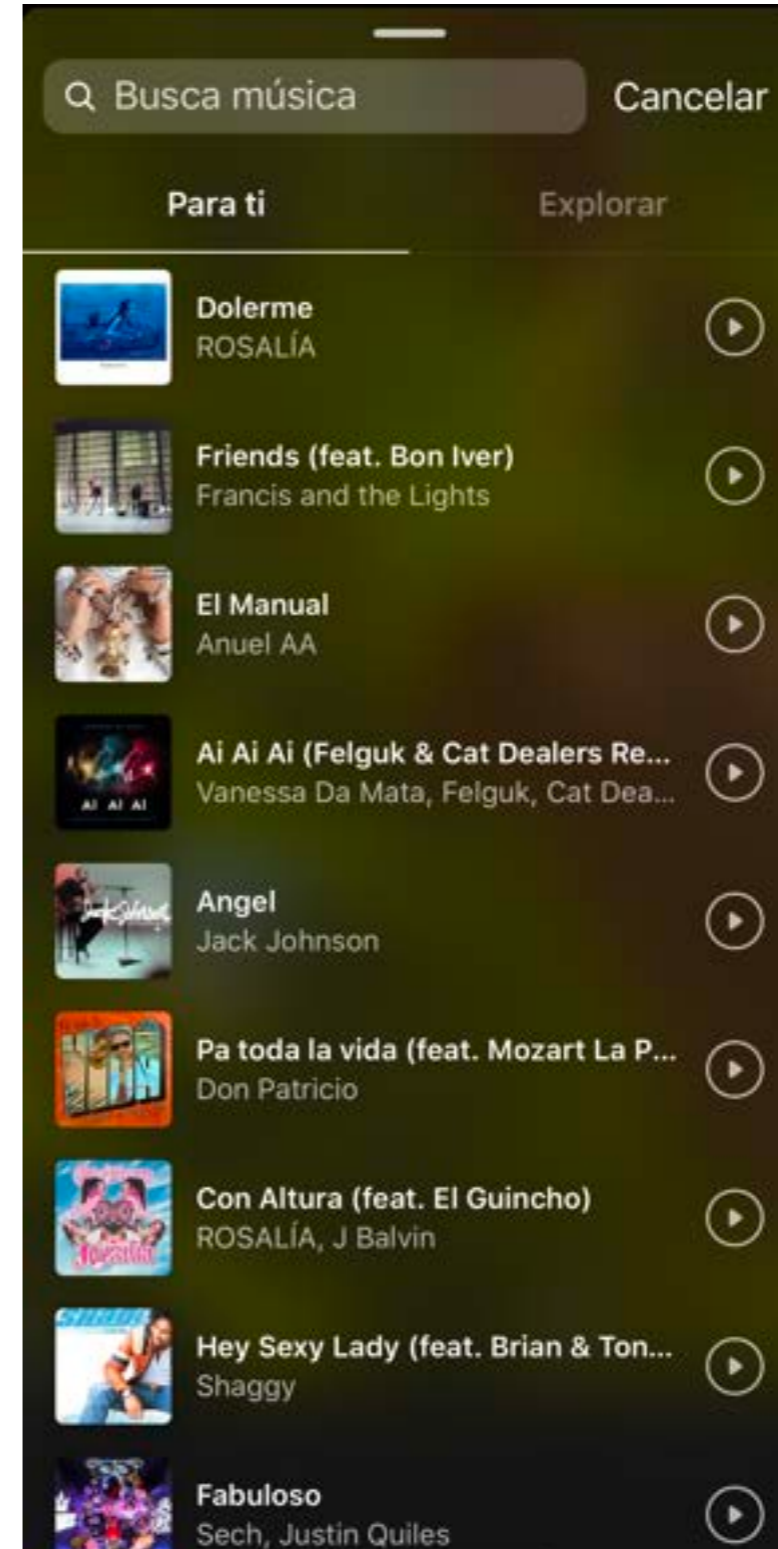 Busca música
Cancelar
Para ti
Explorar
Dolerme
ROSALÍA
Friends (feat. Bon Iver)
Francis and the Lights
El Manual
Anuel AA
Ai Ai Ai (Felguk & Cat Dealers Re...
Vanessa Da Mata, Felguk, Cat Dea...
AI AI AI
Angel
Jack Johnson
Jack Johnson
Pa toda la vida (feat. Mozart La P...
Don Patricio
Con Altura (feat. El Guincho)
ROSALÍA, J Balvin
Hey Sexy Lady (feat. Brian & Ton...
Shaggy
Fabuloso
Sech, Justin Quiles